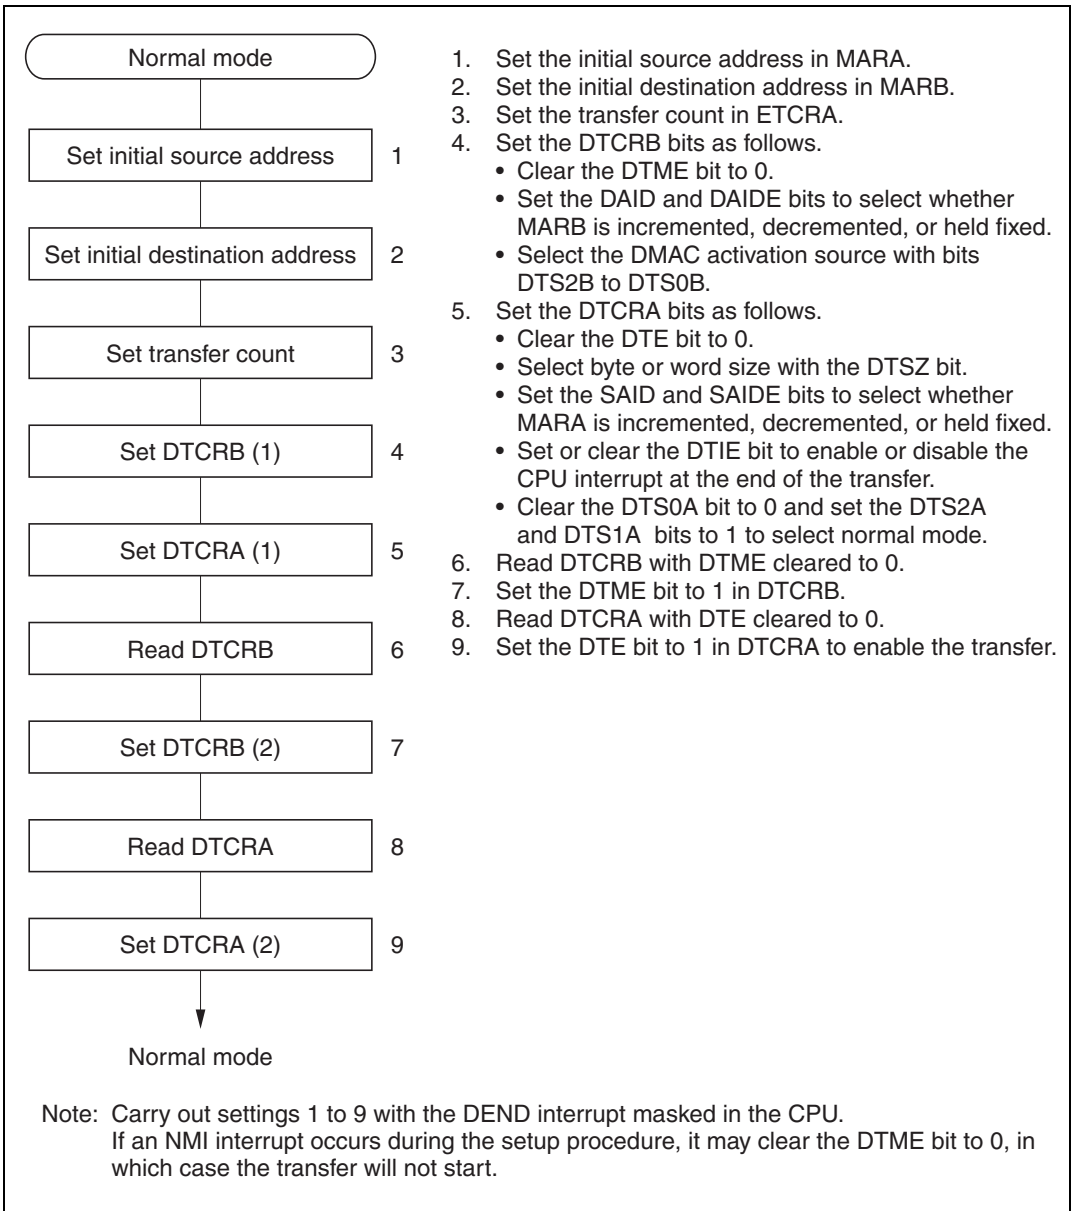 Normal mode
Set initial source address 1
Set initial destination address 2
Set transfer count 3
Set DTCRB (1) 4
Set DTCRA (1) 5
Read DTCRB 6
Set DTCRB (2) 7
Read DTCRA 8
Set DTCRA (2) 9
Normal mode
1. Set the initial source address in MARA.
2. Set the initial destination address in MARB.
3. Set the transfer count in ETCRA.
4. Set the DTCRB bits as follows.
• Clear the DTME bit to 0.
• Set the DAID and DAIDE bits to select whether
MARB is incremented, decremented, or held fixed.
• Select the DMAC activation source with bits
DTS2B to DTS0B.
5. Set the DTCRA bits as follows.
• Clear the DTE bit to 0.
• Select byte or word size with the DTSZ bit.
• Set the SAID and SAIDE bits to select whether
MARA is incremented, decremented, or held fixed.
• Set or clear the DTIE bit to enable or disable the
CPU interrupt at the end of the transfer.
• Clear the DTS0A bit to 0 and set the DTS2A
and DTS1A bits to 1 to select normal mode.
6. Read DTCRB with DTME cleared to 0.
7. Set the DTME bit to 1 in DTCRB.
8. Read DTCRA with DTE cleared to 0.
9. Set the DTE bit to 1 in DTCRA to enable the transfer.
Note: Carry out settings 1 to 9 with the DEND interrupt masked in the CPU.
If an NMI interrupt occurs during the setup procedure, it may clear the DTME bit to 0, in
which case the transfer will not start.